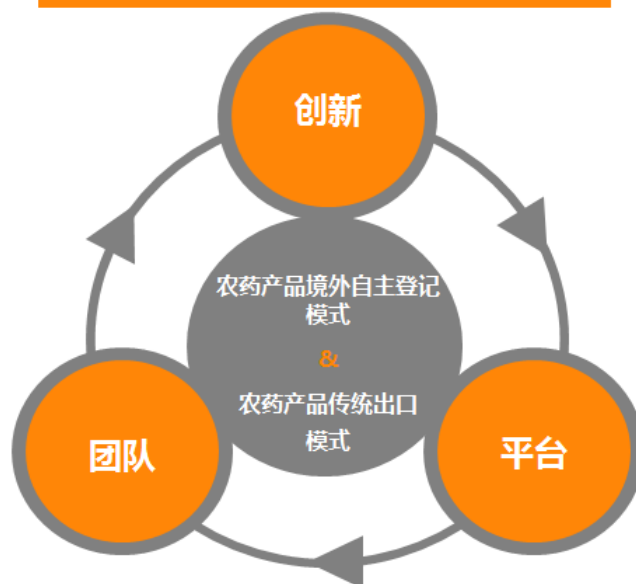 创新
农药产品境外自主登记
模式
&
农药产品传统出口
模式
团队
平台